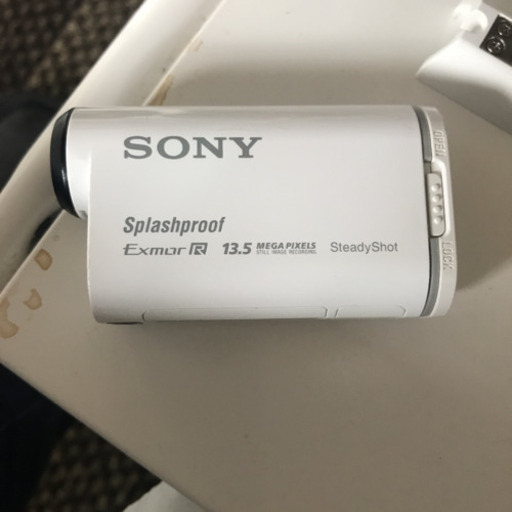 SONY
Splashproof
Exmor R 13.5 MEGA PIXELS SteadyShot
STILL IMAGE RECORDING
OPEN
LOCK